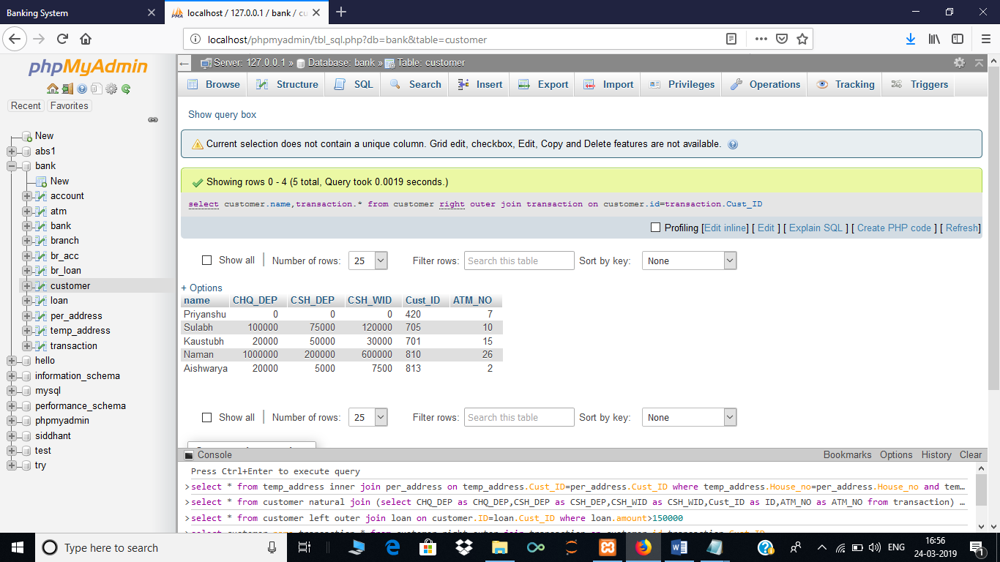 Banking System
localhost / 127.0.0.1 / bank / cu
localhost/phpmyadmin/tbl_sql.php?db=bank&table=customer
phpMyAdmin
Recent Favorites
New
abs1
bank
New
account
atm
bank
branch
br_acc
br_loan
customer
loan
per_address
temp_address
transaction
hello
information_schema
mysql
performance_schema
phpmyadmin
siddhant
test
try
Server: 127.0.0.1 » Database: bank » Table: customer
Browse Structure SQL Search Insert Export Import Privileges Operations Tracking Triggers
Show query box
Current selection does not contain a unique column. Grid edit, checkbox, Edit, Copy and Delete features are not available.
Showing rows 0 - 4 (5 total, Query took 0.0019 seconds.)
select customer.name,transaction.* from customer right outer join transaction on customer.id=transaction.Cust_ID
Profiling [Edit inline] [ Edit ] [ Explain SQL ] [ Create PHP code ] [ Refresh]
Show all Number of rows: 25 Filter rows: Search this table Sort by key: None
+ Options
name CHQ_DEP CSH_DEP CSH_WID Cust_ID ATM_NO
Priyanshu 0 0 0 420 7
Sulabh 100000 75000 120000 705 10
Kaustubh 20000 50000 30000 701 15
Naman 1000000 200000 600000 810 26
Aishwarya 20000 5000 7500 813 2
Show all Number of rows: 25 Filter rows: Search this table Sort by key: None
Console Bookmarks Options History Clear
Press Ctrl+Enter to execute query
>select * from temp_address inner join per_address on temp_address.Cust_ID=per_address.Cust_ID where temp_address.House_no=per_address.House_no and tem…
>select * from customer natural join (select CHQ_DEP as CHQ_DEP,CSH_DEP as CSH_DEP,CSH_WID as CSH_WID,Cust_ID as ID,ATM_NO as ATM_NO from transaction) …
>select * from customer left outer join loan on customer.ID=loan.Cust_ID where loan.amount>150000
Type here to search
ENG
16:56
24-03-2019
1